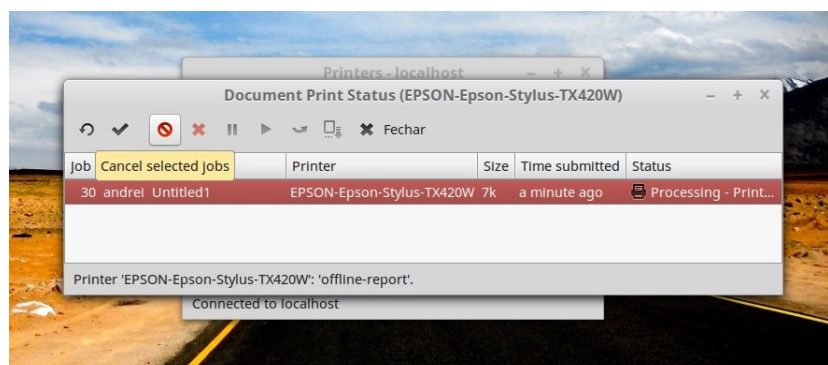 Printers - localhost
Document Print Status (EPSON-Epson-Stylus-TX420W)
Fechar
Job Cancel selected jobs Printer Size Time submitted Status
30 andrei Untitled1 EPSON-Epson-Stylus-TX420W 7k a minute ago Processing - Print...
Printer 'EPSON-Epson-Stylus-TX420W': 'offline-report'.
Connected to localhost